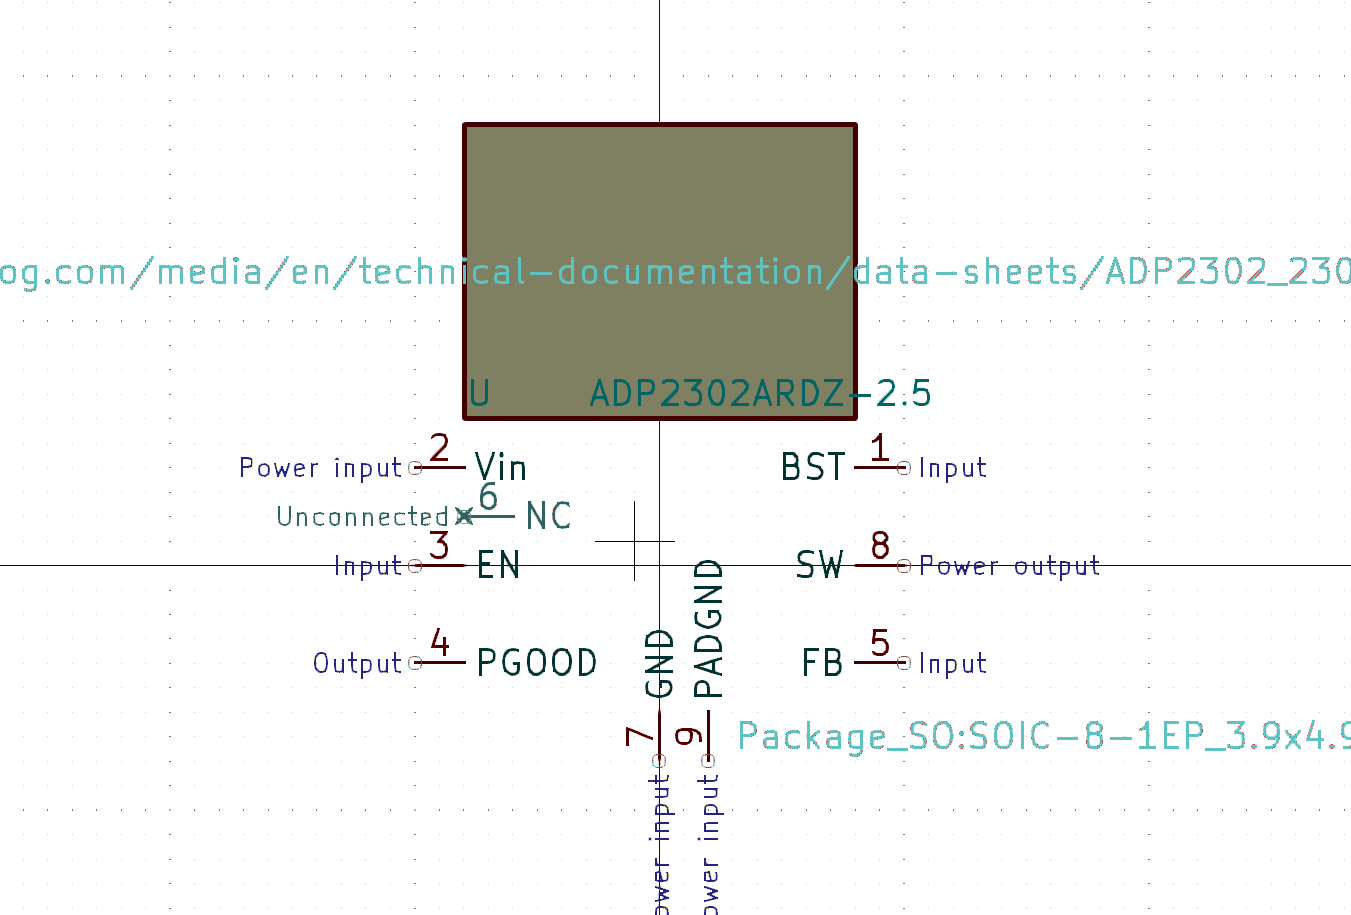 og.com/media/en/technical-documentation/data-sheets/ADP2302_230
U ADP2302ARDZ-2.5
Power input 2 Vin BST 1 Input
Unconnected 6 NC
Input 3 EN SW 8 Power output
Output 4 PGOOD FB 5 Input
GND
PADGND
7
9
Package_SO:SOIC-8-1EP_3.9x4.9
ower input
ower input